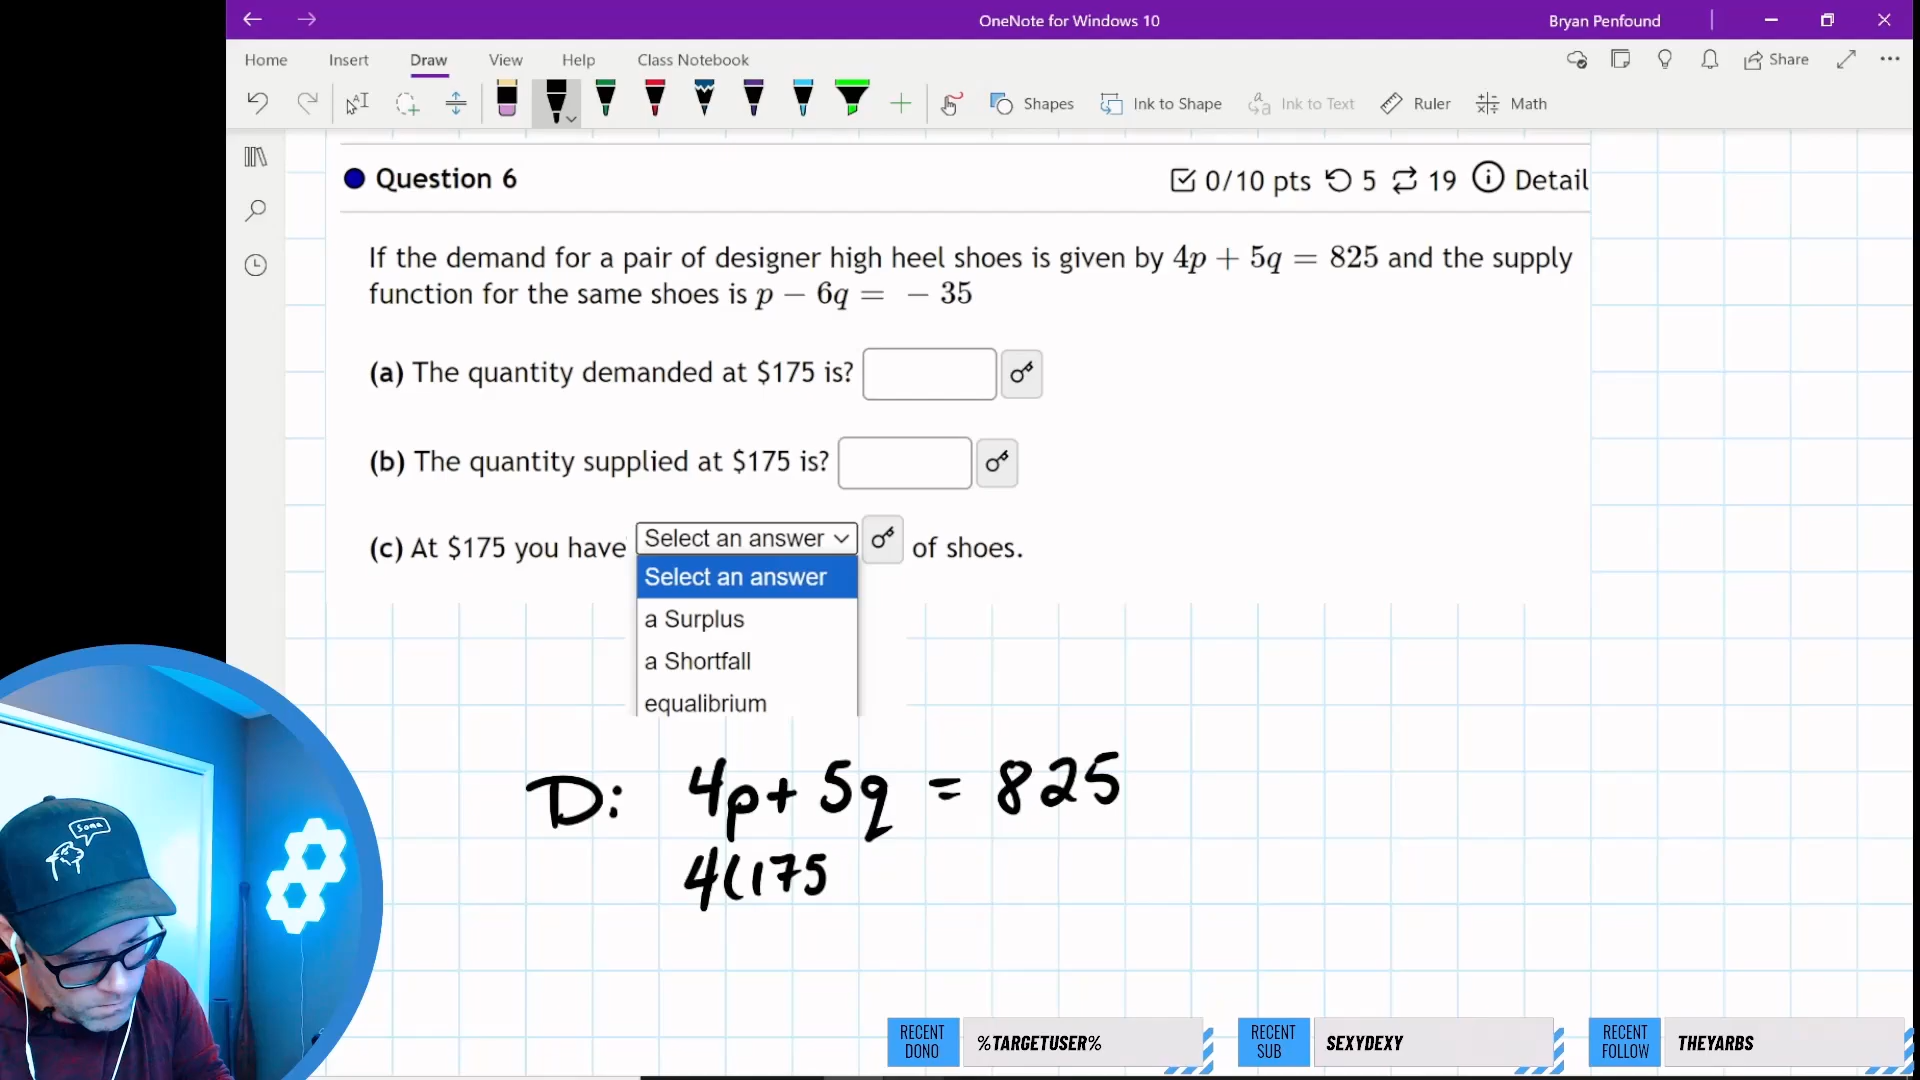 OneNote for Windows 10
Bryan Penfound
Home Insert Draw View Help Class Notebook
Share
Shapes Ink to Shape Ink to Text Ruler Math
Question 6
0/10 pts 5 19 Detail
If the demand for a pair of designer high heel shoes is given by 4p + 5q = 825 and the supply
function for the same shoes is p − 6q = − 35
(a) The quantity demanded at $175 is?
(b) The quantity supplied at $175 is?
(c) At $175 you have Select an answer of shoes.
Select an answer
a Surplus
a Shortfall
equalibrium
D: 4p + 5q = 825
4(175
RECENT DONO %TARGETUSER%
RECENT SUB SEXYDEXY
RECENT FOLLOW THEYARBS